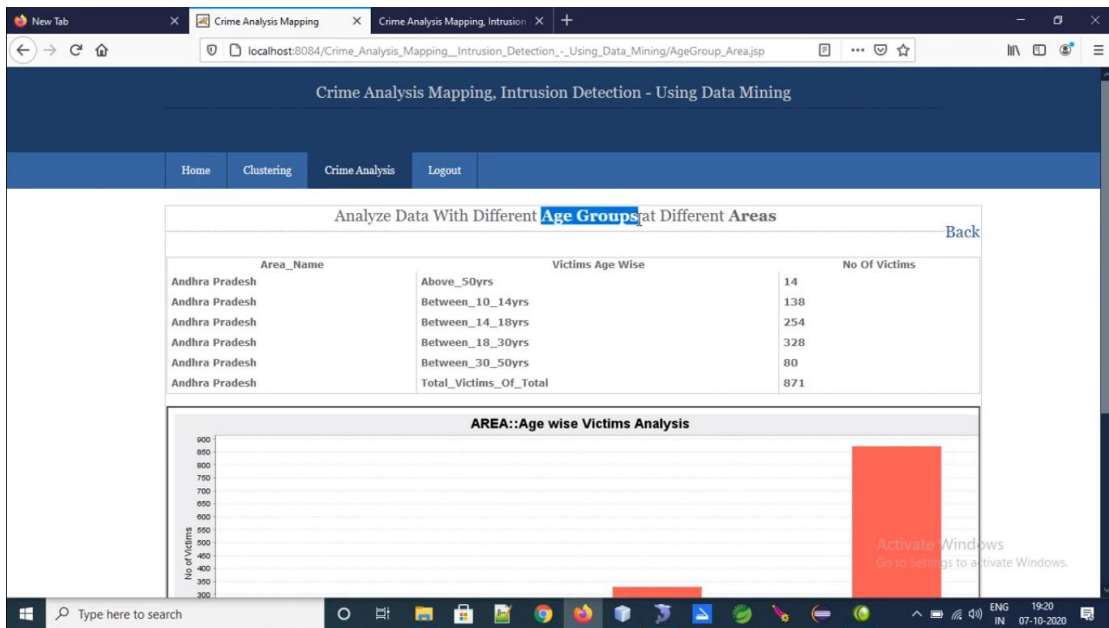 New Tab
Crime Analysis Mapping
Crime Analysis Mapping, Intrusion
localhost:8084/Crime_Analysis_Mapping__Intrusion_Detection_-_Using_Data_Mining/AgeGroup_Area.jsp
Crime Analysis Mapping, Intrusion Detection - Using Data Mining
Home Clustering Crime Analysis Logout
Analyze Data With Different Age Groups at Different Areas
Back
Area_Name Victims Age Wise No Of Victims
Andhra Pradesh Above_50yrs 14
Andhra Pradesh Between_10_14yrs 138
Andhra Pradesh Between_14_18yrs 254
Andhra Pradesh Between_18_30yrs 328
Andhra Pradesh Between_30_50yrs 80
Andhra Pradesh Total_Victims_Of_Total 871
AREA::Age wise Victims Analysis
900
850
800
750
700
650
600
550
500
450
400
350
300
No of Victims
Activate Windows
Go to Settings to activate Windows.
Type here to search
ENG
IN
19:20
07-10-2020